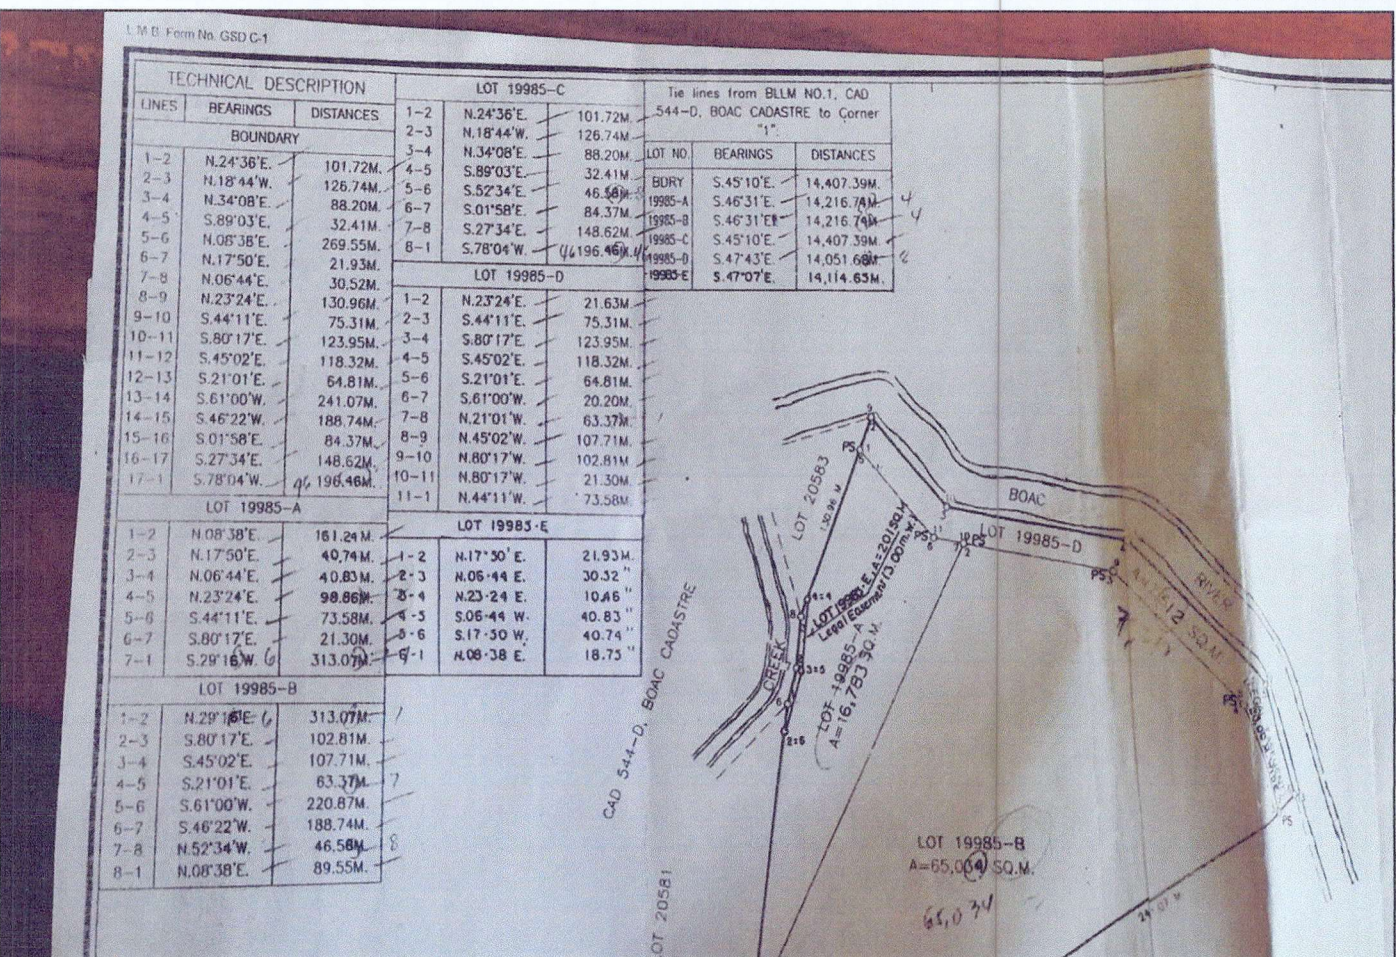 L.M.B. Form No. GSD C-1
TECHNICAL DESCRIPTION
LINES BEARINGS DISTANCES
BOUNDARY
1-2 N.24°36'E. 101.72M.
2-3 N.18°44'W. 126.74M.
3-4 N.34°08'E. 88.20M.
4-5 S.89°03'E. 32.41M.
5-6 N.08°38'E. 269.55M.
6-7 N.17°50'E. 21.93M.
7-8 N.06°44'E. 30.52M.
8-9 N.23°24'E. 130.96M.
9-10 S.44°11'E. 75.31M.
10-11 S.80°17'E. 123.95M.
11-12 S.45°02'E. 118.32M.
12-13 S.21°01'E. 64.81M.
13-14 S.61°00'W. 241.07M.
14-15 S.46°22'W. 188.74M.
15-16 S.01°58'E. 84.37M.
16-17 S.27°34'E. 148.62M.
17-1 S.78°04'W. 196.46M.
LOT 19985-A
1-2 N.08°38'E. 161.24M.
2-3 N.17°50'E. 40.74M.
3-4 N.06°44'E. 40.83M.
4-5 N.23°24'E. 98.86M.
5-6 S.44°11'E. 73.58M.
6-7 S.80°17'E. 21.30M.
7-1 S.29°16'W. 6 313.07M.
LOT 19985-B
1-2 N.29°16'E. 6 313.07M.
2-3 S.80°17'E. 102.81M.
3-4 S.45°02'E. 107.71M.
4-5 S.21°01'E. 63.37M. 7
5-6 S.61°00'W. 220.87M.
6-7 S.46°22'W. 188.74M.
7-8 N.52°34'W. 46.58M. 8
8-1 N.08°38'E. 89.55M.
LOT 19985-C
1-2 N.24°36'E. 101.72M.
2-3 N.18°44'W. 126.74M.
3-4 N.34°08'E. 88.20M.
4-5 S.89°03'E. 32.41M.
5-6 S.52°34'E. 46.58M.
6-7 S.01°58'E. 84.37M.
7-8 S.27°34'E. 148.62M.
8-1 S.78°04'W. 196.46M.
LOT 19985-D
1-2 N.23°24'E. 21.63M.
2-3 S.44°11'E. 75.31M.
3-4 S.80°17'E. 123.95M.
4-5 S.45°02'E. 118.32M.
5-6 S.21°01'E. 64.81M.
6-7 S.61°00'W. 20.20M.
7-8 N.21°01'W. 63.37M.
8-9 N.45°02'W. 107.71M.
9-10 N.80°17'W. 102.81M.
10-11 N.80°17'W. 21.30M.
11-1 N.44°11'W. 73.58M.
LOT 19985-E
1-2 N.17°50' E. 21.93M.
2-3 N.06-44 E. 30.32 "
3-4 N.23-24 E. 10.46 "
4-5 S.06-44 W. 40.83 "
5-6 S.17-50 W. 40.74 "
6-1 N.08-38 E. 18.75 "
Tie lines from BLLM NO.1, CAD
544-D, BOAC CADASTRE to Corner
"1".
LOT NO. BEARINGS DISTANCES
BDRY S.45°10'E. 14,407.39M.
19985-A S.46°31'E. 14,216.74M. 4
19985-B S.46°31'E. 14,216.74M. 4
19985-C S.45°10'E. 14,407.39M.
19985-D S.47°43'E. 14,051.68M. 8
19985-E S.47°07'E. 14,114.65M.
BOAC
RIVER
LOT 20583
130.96 M
PS
LOT 19985-D
SQ.M.
LOT 19985-E, A=201 SQ.M
Legal Easement (3.00m.w.)
LOT 19985-A
A=16,783 SQ.M.
CREEK
CAD 544-D, BOAC CADASTRE
LOT 20581
LOT 19985-B
A=65,034 SQ.M.
65,034